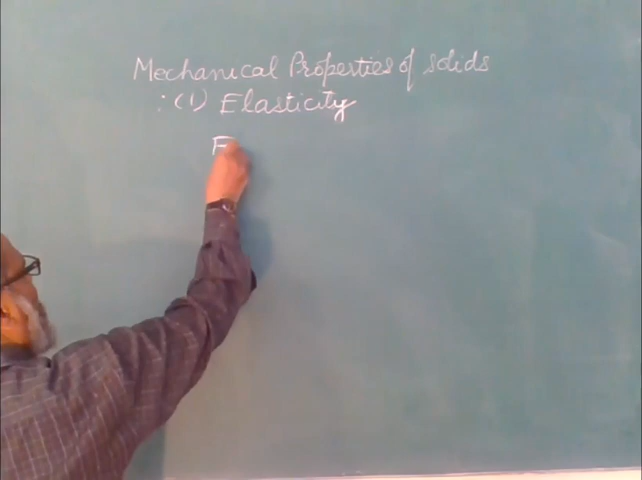 Mechanical Properties of solids
:(1) Elasticity